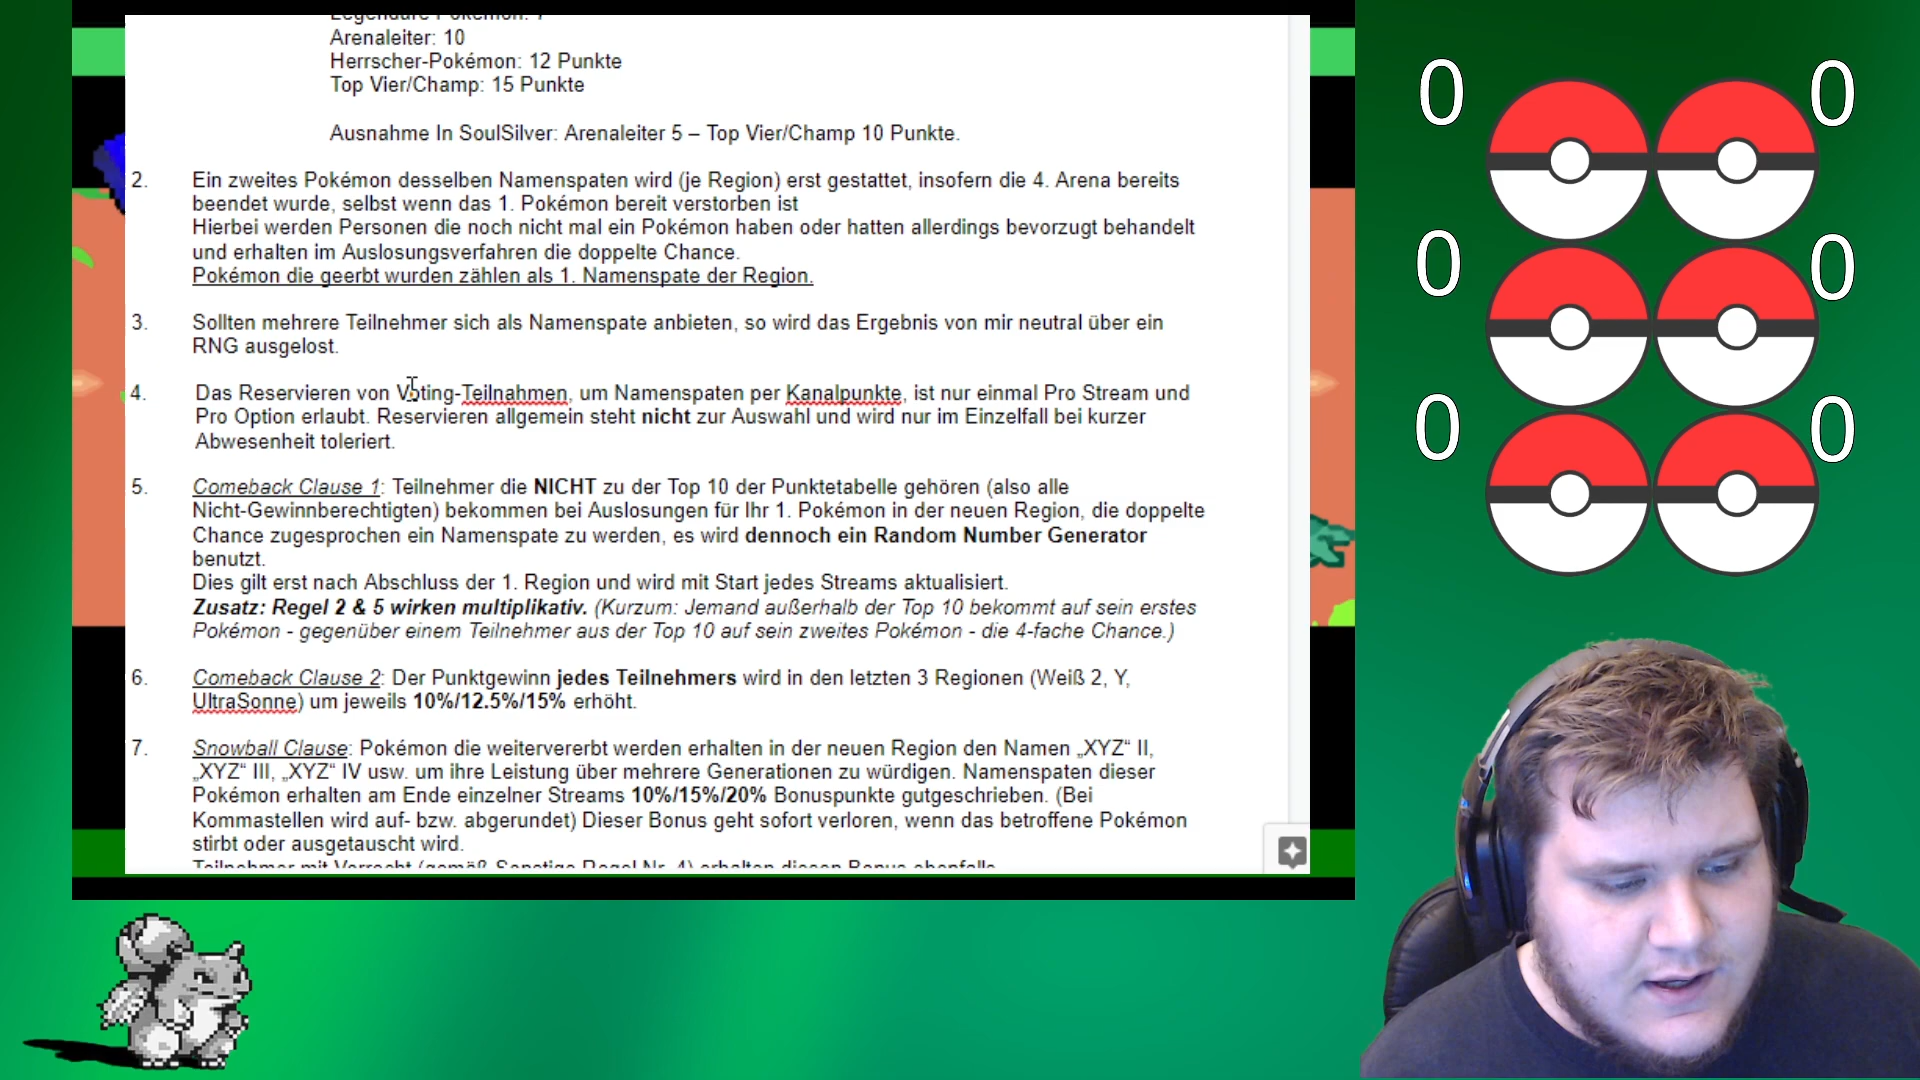 Legendäre Pokémon: 7
Arenaleiter: 10
Herrscher-Pokémon: 12 Punkte
Top Vier/Champ: 15 Punkte
Ausnahme In SoulSilver: Arenaleiter 5 – Top Vier/Champ 10 Punkte.
2. Ein zweites Pokémon desselben Namenspaten wird (je Region) erst gestattet, insofern die 4. Arena bereits
beendet wurde, selbst wenn das 1. Pokémon bereit verstorben ist
Hierbei werden Personen die noch nicht mal ein Pokémon haben oder hatten allerdings bevorzugt behandelt
und erhalten im Auslosungsverfahren die doppelte Chance.
Pokémon die geerbt wurden zählen als 1. Namenspate der Region.
3. Sollten mehrere Teilnehmer sich als Namenspate anbieten, so wird das Ergebnis von mir neutral über ein
RNG ausgelost.
4. Das Reservieren von Voting-Teilnahmen, um Namenspaten per Kanalpunkte, ist nur einmal Pro Stream und
Pro Option erlaubt. Reservieren allgemein steht nicht zur Auswahl und wird nur im Einzelfall bei kurzer
Abwesenheit toleriert.
5. Comeback Clause 1: Teilnehmer die NICHT zu der Top 10 der Punktetabelle gehören (also alle
Nicht-Gewinnberechtigten) bekommen bei Auslosungen für Ihr 1. Pokémon in der neuen Region, die doppelte
Chance zugesprochen ein Namenspate zu werden, es wird dennoch ein Random Number Generator
benutzt.
Dies gilt erst nach Abschluss der 1. Region und wird mit Start jedes Streams aktualisiert.
Zusatz: Regel 2 & 5 wirken multiplikativ. (Kurzum: Jemand außerhalb der Top 10 bekommt auf sein erstes
Pokémon - gegenüber einem Teilnehmer aus der Top 10 auf sein zweites Pokémon - die 4-fache Chance.)
6. Comeback Clause 2: Der Punktgewinn jedes Teilnehmers wird in den letzten 3 Regionen (Weiß 2, Y,
UltraSonne) um jeweils 10%/12.5%/15% erhöht.
7. Snowball Clause: Pokémon die weitervererbt werden erhalten in der neuen Region den Namen „XYZ“ II,
„XYZ“ III, „XYZ“ IV usw. um ihre Leistung über mehrere Generationen zu würdigen. Namenspaten dieser
Pokémon erhalten am Ende einzelner Streams 10%/15%/20% Bonuspunkte gutgeschrieben. (Bei
Kommastellen wird auf- bzw. abgerundet) Dieser Bonus geht sofort verloren, wenn das betroffene Pokémon
stirbt oder ausgetauscht wird.
Teilnehmer mit Vorrecht (gemäß Sonstige Regel Nr. 4) erhalten diesen Bonus ebenfalls.
0 0
0 0
0 0